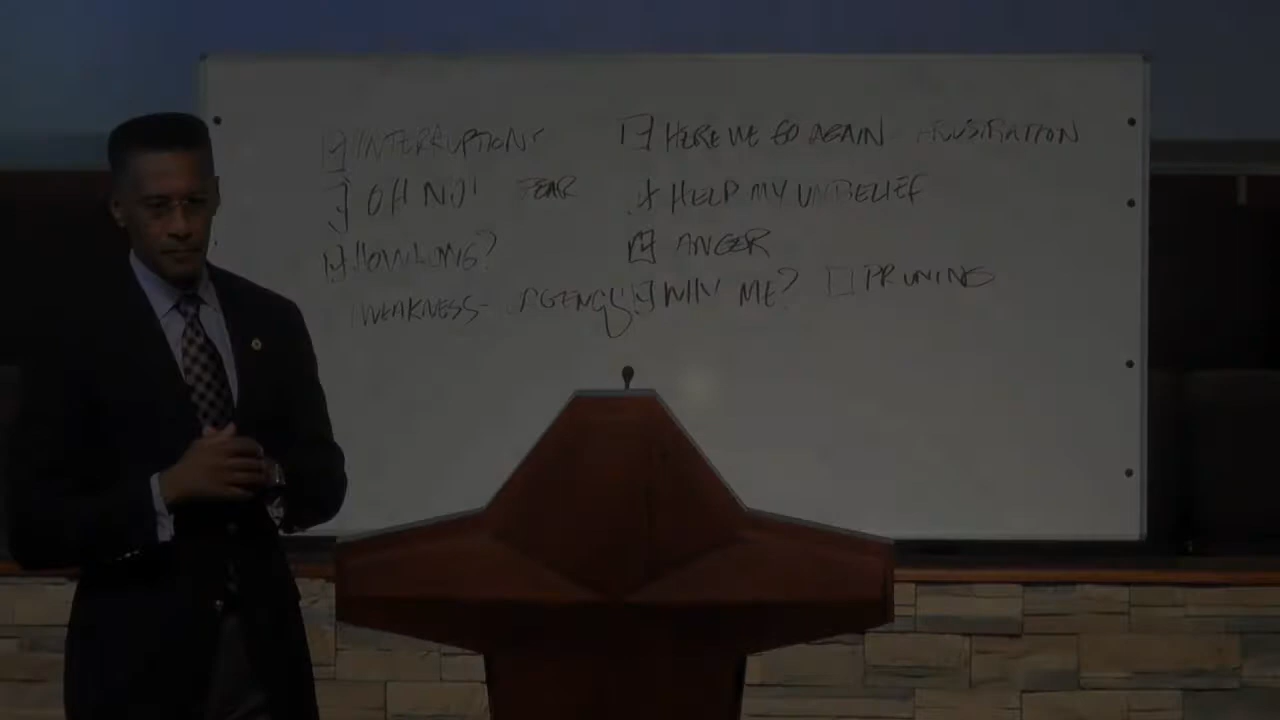 INTERRUPTION? HERE WE GO AGAIN FRUSTRATION
OH NO! FEAR HELP MY UNBELIEF
HOW LONG? ANGER
WEAKNESS- URGENCY WHY ME? PRUNING